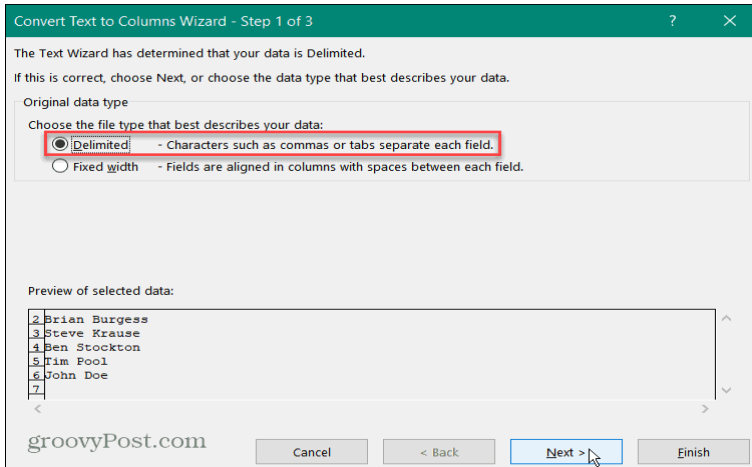 Convert Text to Columns Wizard - Step 1 of 3 ? ×
The Text Wizard has determined that your data is Delimited.
If this is correct, choose Next, or choose the data type that best describes your data.
Original data type
Choose the file type that best describes your data:
Delimited - Characters such as commas or tabs separate each field.
Fixed width - Fields are aligned in columns with spaces between each field.
Preview of selected data:
2 Brian Burgess
3 Steve Krause
4 Ben Stockton
5 Tim Pool
6 John Doe
7
groovyPost.com
Cancel < Back Next > Finish